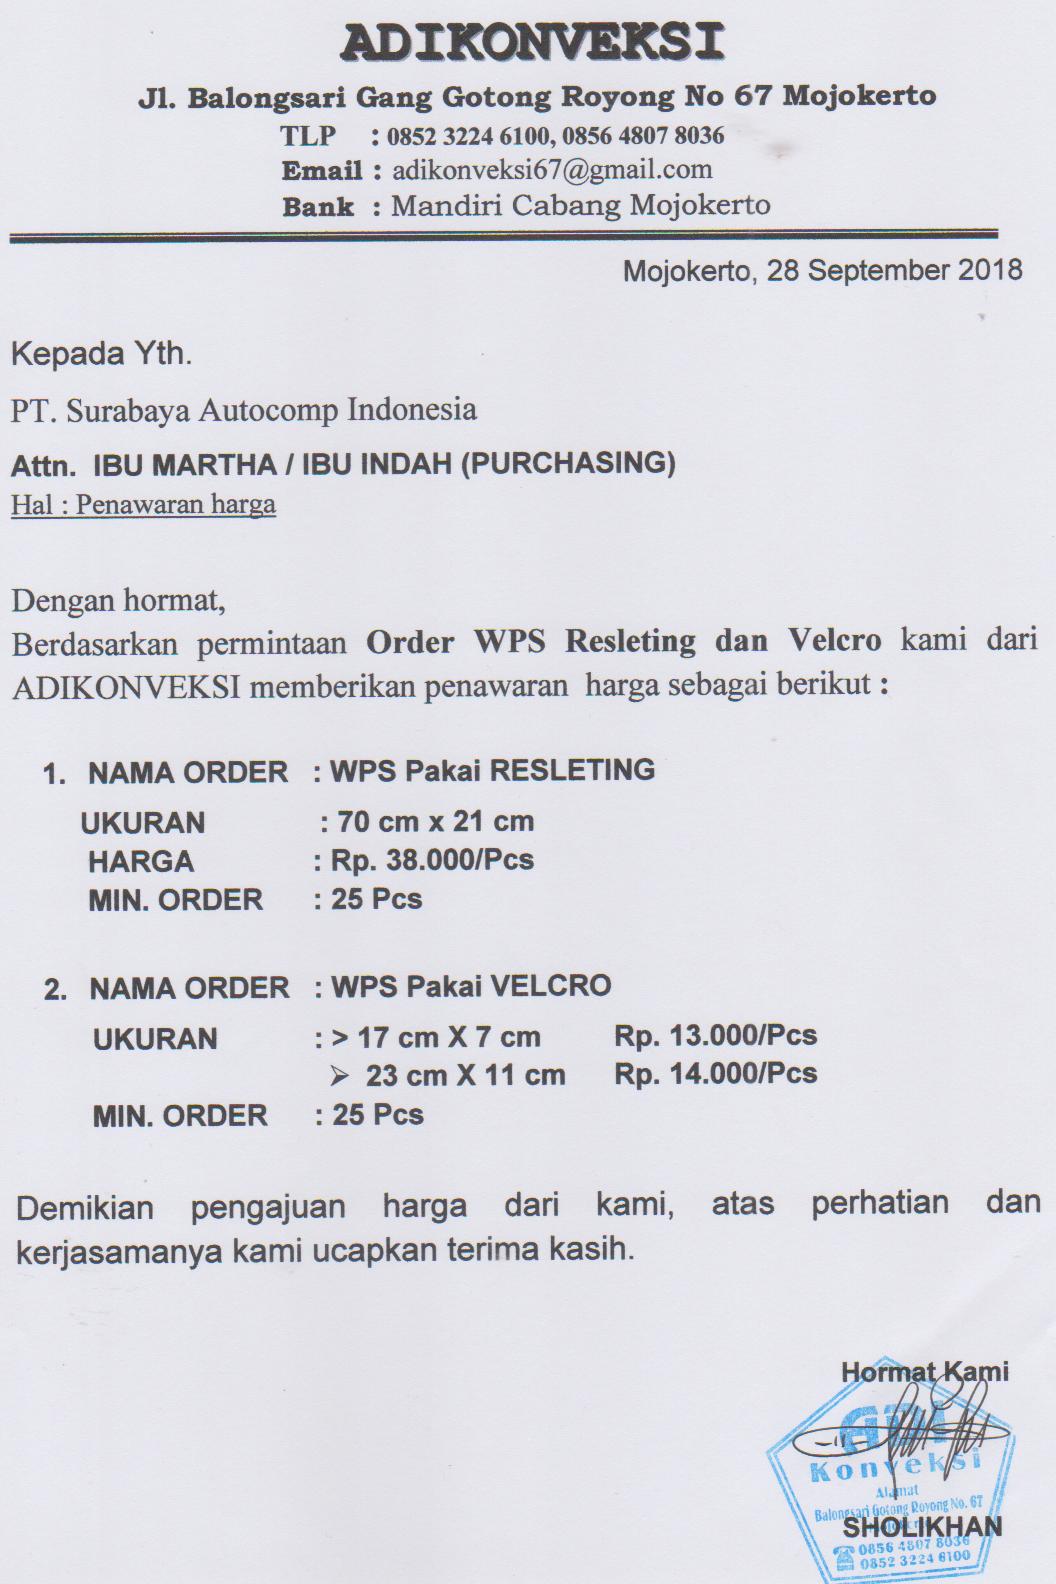 ADIKONVEKSI
Jl. Balongsari Gang Gotong Royong No 67 Mojokerto
TLP : 0852 3224 6100, 0856 4807 8036
Email : adikonveksi67@gmail.com
Bank : Mandiri Cabang Mojokerto
Mojokerto, 28 September 2018
Kepada Yth.
PT. Surabaya Autocomp Indonesia
Attn. IBU MARTHA / IBU INDAH (PURCHASING)
Hal : Penawaran harga
Dengan hormat,
Berdasarkan permintaan Order WPS Resleting dan Velcro kami dari
ADIKONVEKSI memberikan penawaran harga sebagai berikut :
1. NAMA ORDER : WPS Pakai RESLETING
UKURAN : 70 cm x 21 cm
HARGA : Rp. 38.000/Pcs
MIN. ORDER : 25 Pcs
2. NAMA ORDER : WPS Pakai VELCRO
UKURAN : > 17 cm X 7 cm Rp. 13.000/Pcs
➢ 23 cm X 11 cm Rp. 14.000/Pcs
MIN. ORDER : 25 Pcs
Demikian pengajuan harga dari kami, atas perhatian dan
kerjasamanya kami ucapkan terima kasih.
Hormat Kami
ADI
Konveksi
Alamat
Balongsari Gotong Royong No. 67
SHOLIKHAN
☎ 0856 4807 8036
0852 3224 6100